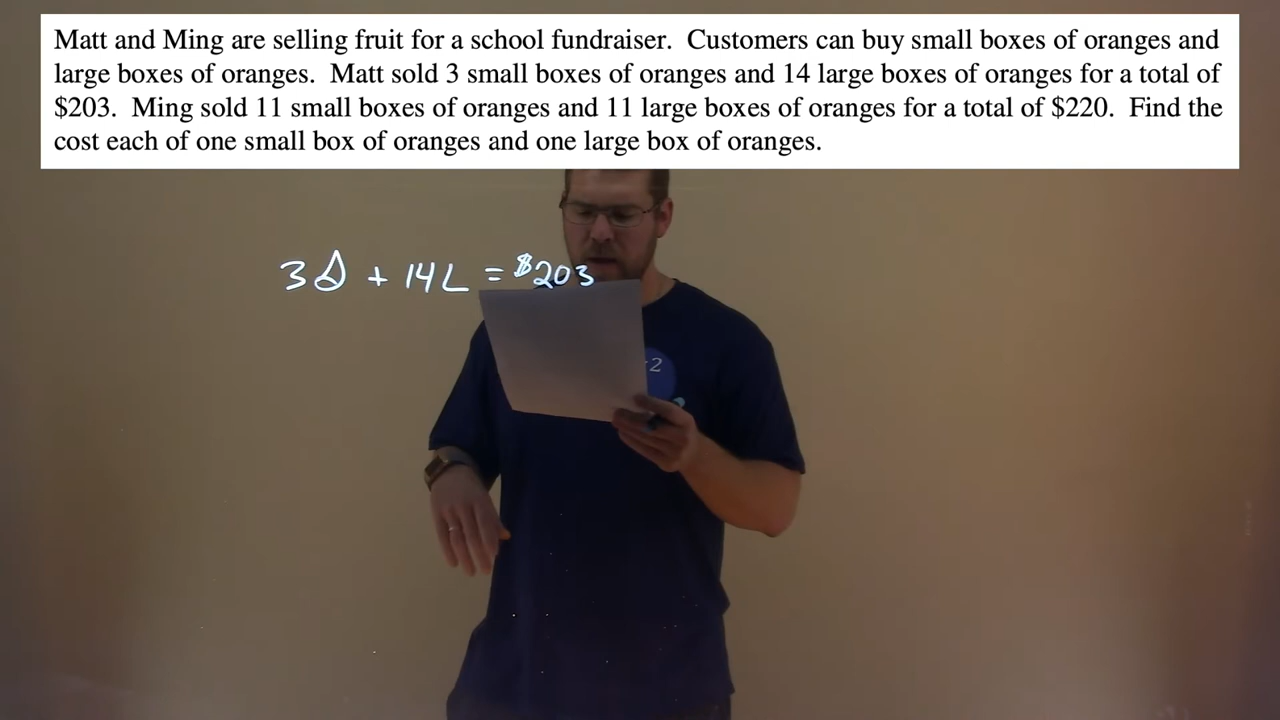 Matt and Ming are selling fruit for a school fundraiser. Customers can buy small boxes of oranges and
large boxes of oranges. Matt sold 3 small boxes of oranges and 14 large boxes of oranges for a total of
$203. Ming sold 11 small boxes of oranges and 11 large boxes of oranges for a total of $220. Find the
cost each of one small box of oranges and one large box of oranges.
3S + 14L = $203
2